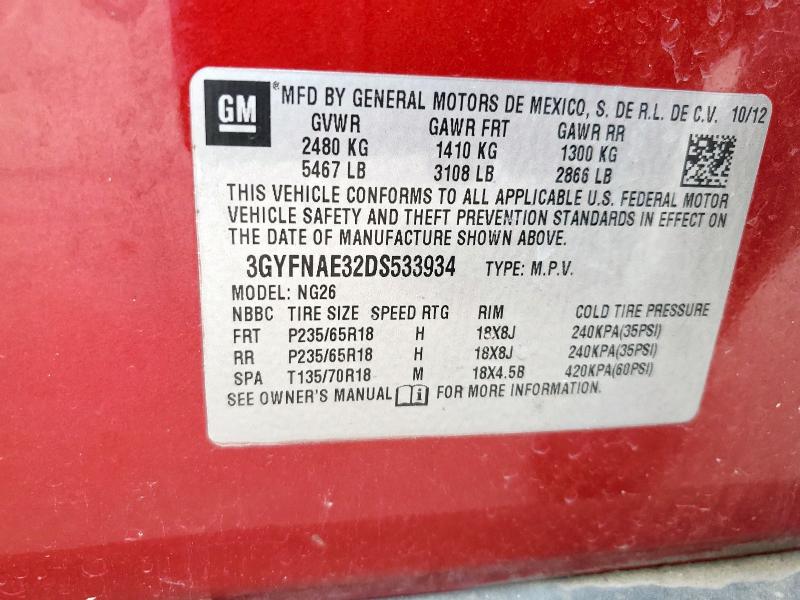 GM ® MFD BY GENERAL MOTORS DE MEXICO, S. DE R.L. DE C.V. 10/12
GVWR GAWR FRT GAWR RR
2480 KG 1410 KG 1300 KG
5467 LB 3108 LB 2866 LB
THIS VEHICLE CONFORMS TO ALL APPLICABLE U.S. FEDERAL MOTOR
VEHICLE SAFETY AND THEFT PREVENTION STANDARDS IN EFFECT ON
THE DATE OF MANUFACTURE SHOWN ABOVE.
3GYFNAE32DS533934 TYPE: M.P.V.
MODEL: NG26
NBBC TIRE SIZE SPEED RTG RIM COLD TIRE PRESSURE
FRT P235/65R18 H 18X8J 240KPA(35PSI)
RR P235/65R18 H 18X8J 240KPA(35PSI)
SPA T135/70R18 M 18X4.5B 420KPA(60PSI)
SEE OWNER'S MANUAL i FOR MORE INFORMATION.